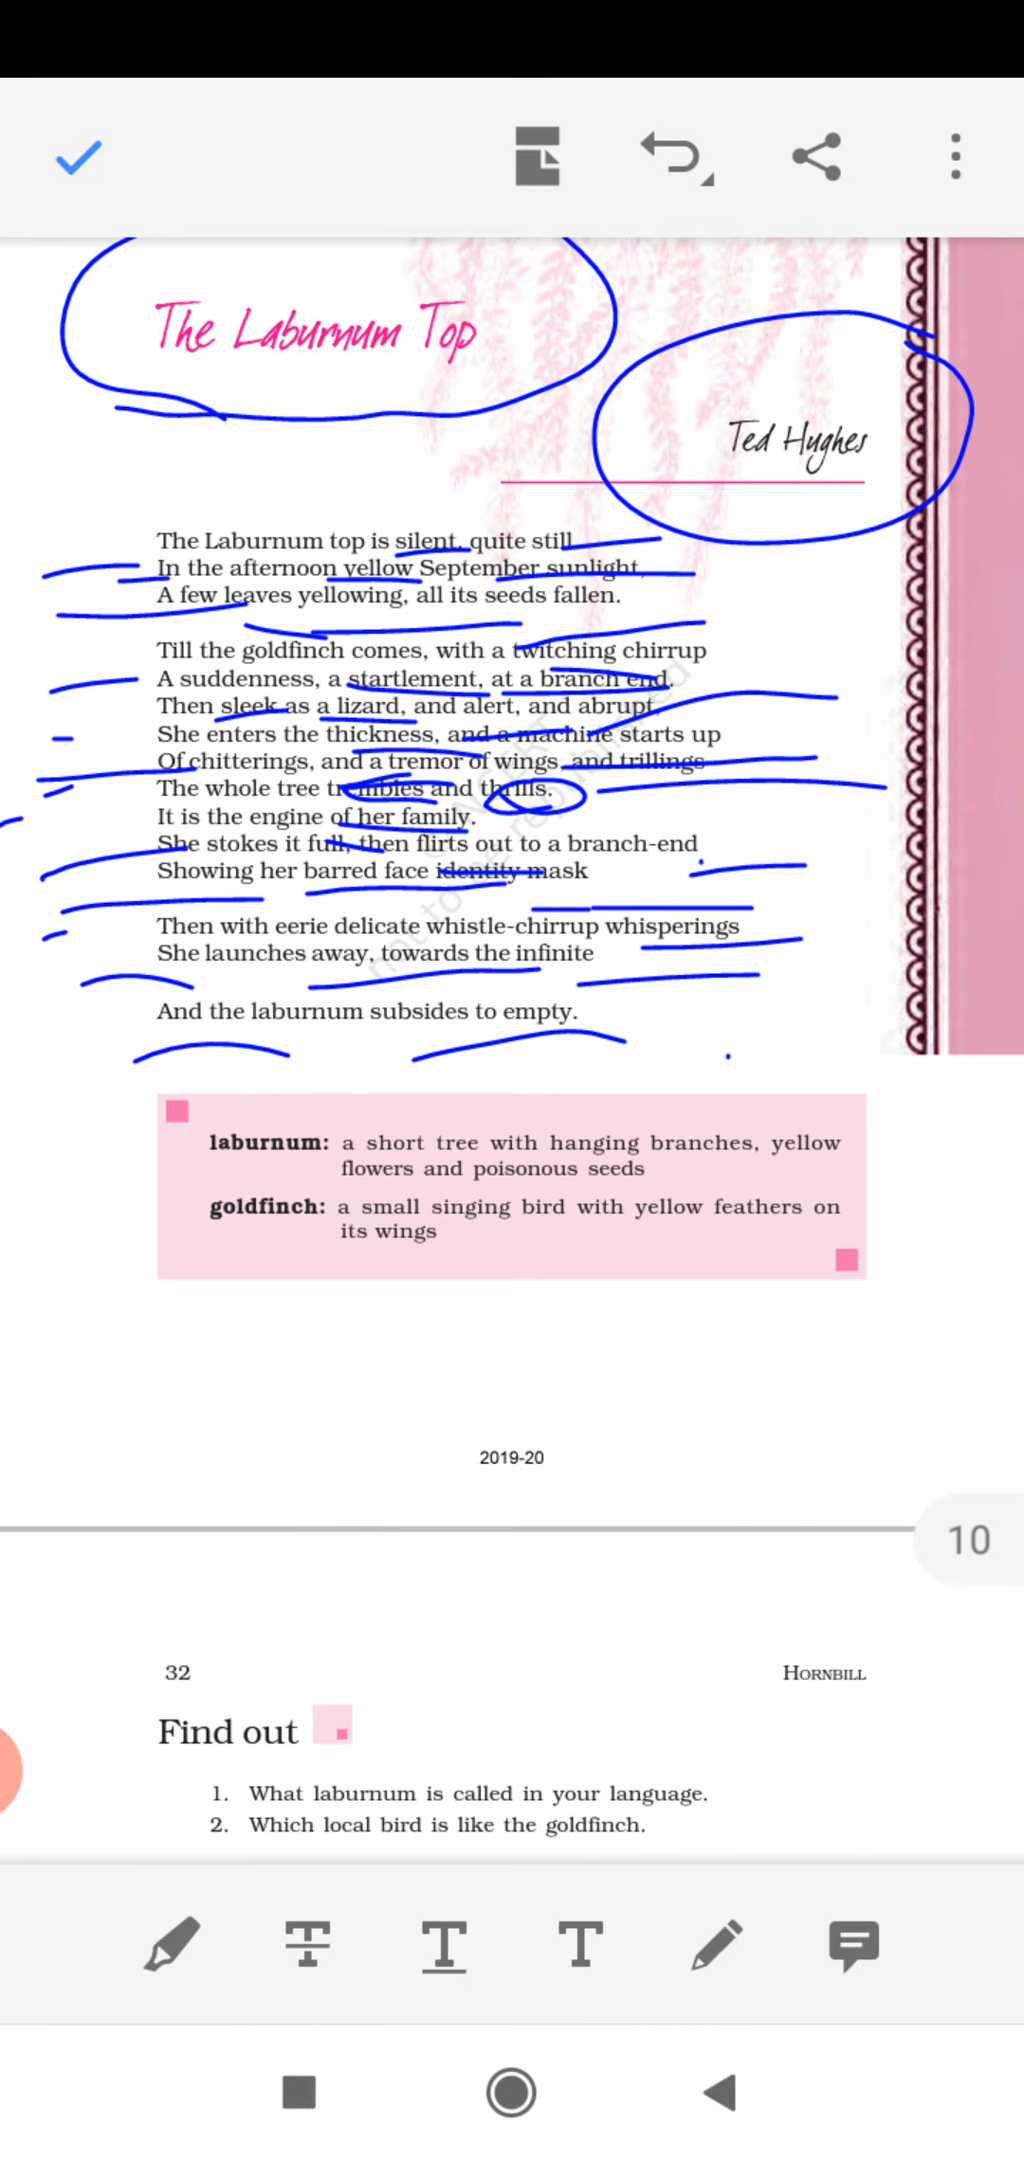 The Laburnum Top
Ted Hughes
The Laburnum top is silent, quite still
In the afternoon yellow September sunlight,
A few leaves yellowing, all its seeds fallen.
Till the goldfinch comes, with a twitching chirrup
A suddenness, a startlement, at a branch end.
Then sleek as a lizard, and alert, and abrupt,
She enters the thickness, and a machine starts up
Of chitterings, and a tremor of wings, and trillings
The whole tree trembles and thrills.
It is the engine of her family.
She stokes it full, then flirts out to a branch-end
Showing her barred face identity mask
Then with eerie delicate whistle-chirrup whisperings
She launches away, towards the infinite
And the laburnum subsides to empty.
laburnum: a short tree with hanging branches, yellow
flowers and poisonous seeds
goldfinch: a small singing bird with yellow feathers on
its wings
2019-20
10
32 HORNBILL
Find out
1. What laburnum is called in your language.
2. Which local bird is like the goldfinch.